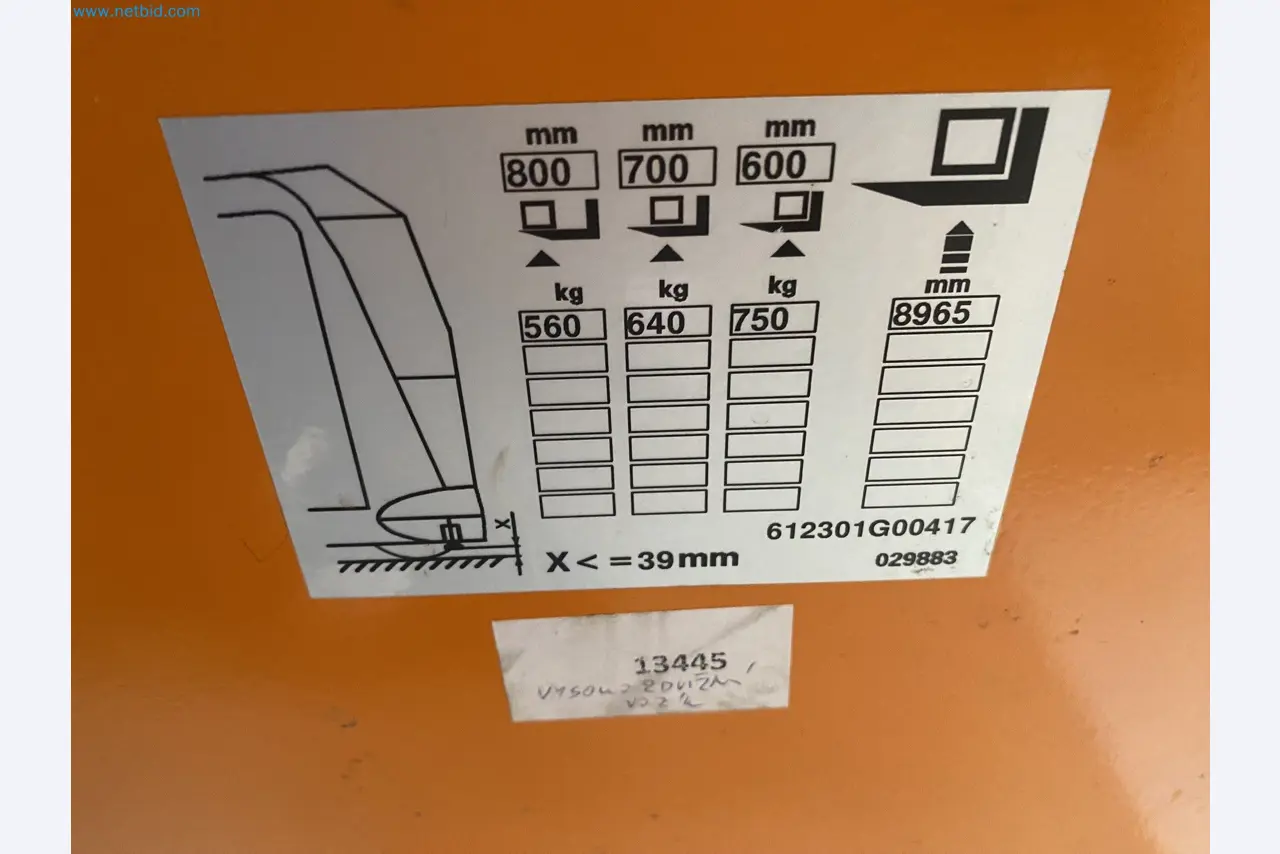 www.netbid.com
mm mm mm
800 700 600
kg kg kg mm
560 640 750 8965
612301G00417
X
X < = 39mm
029883
13445